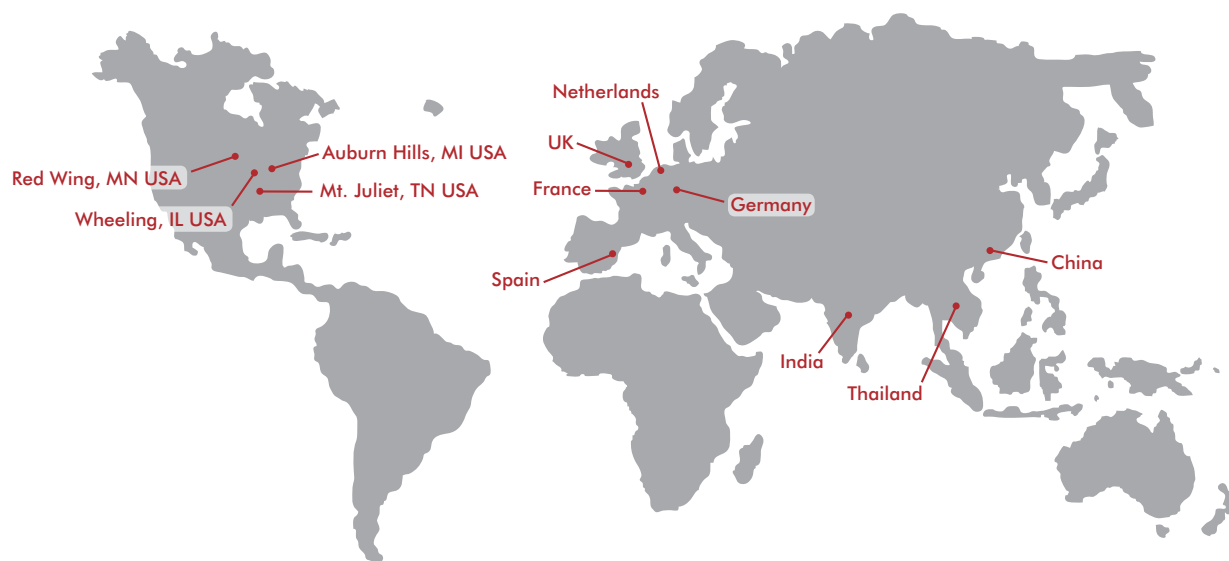 Netherlands
UK
Auburn Hills, MI USA
Red Wing, MN USA
Mt. Juliet, TN USA
France
Germany
Wheeling, IL USA
China
Spain
India
Thailand